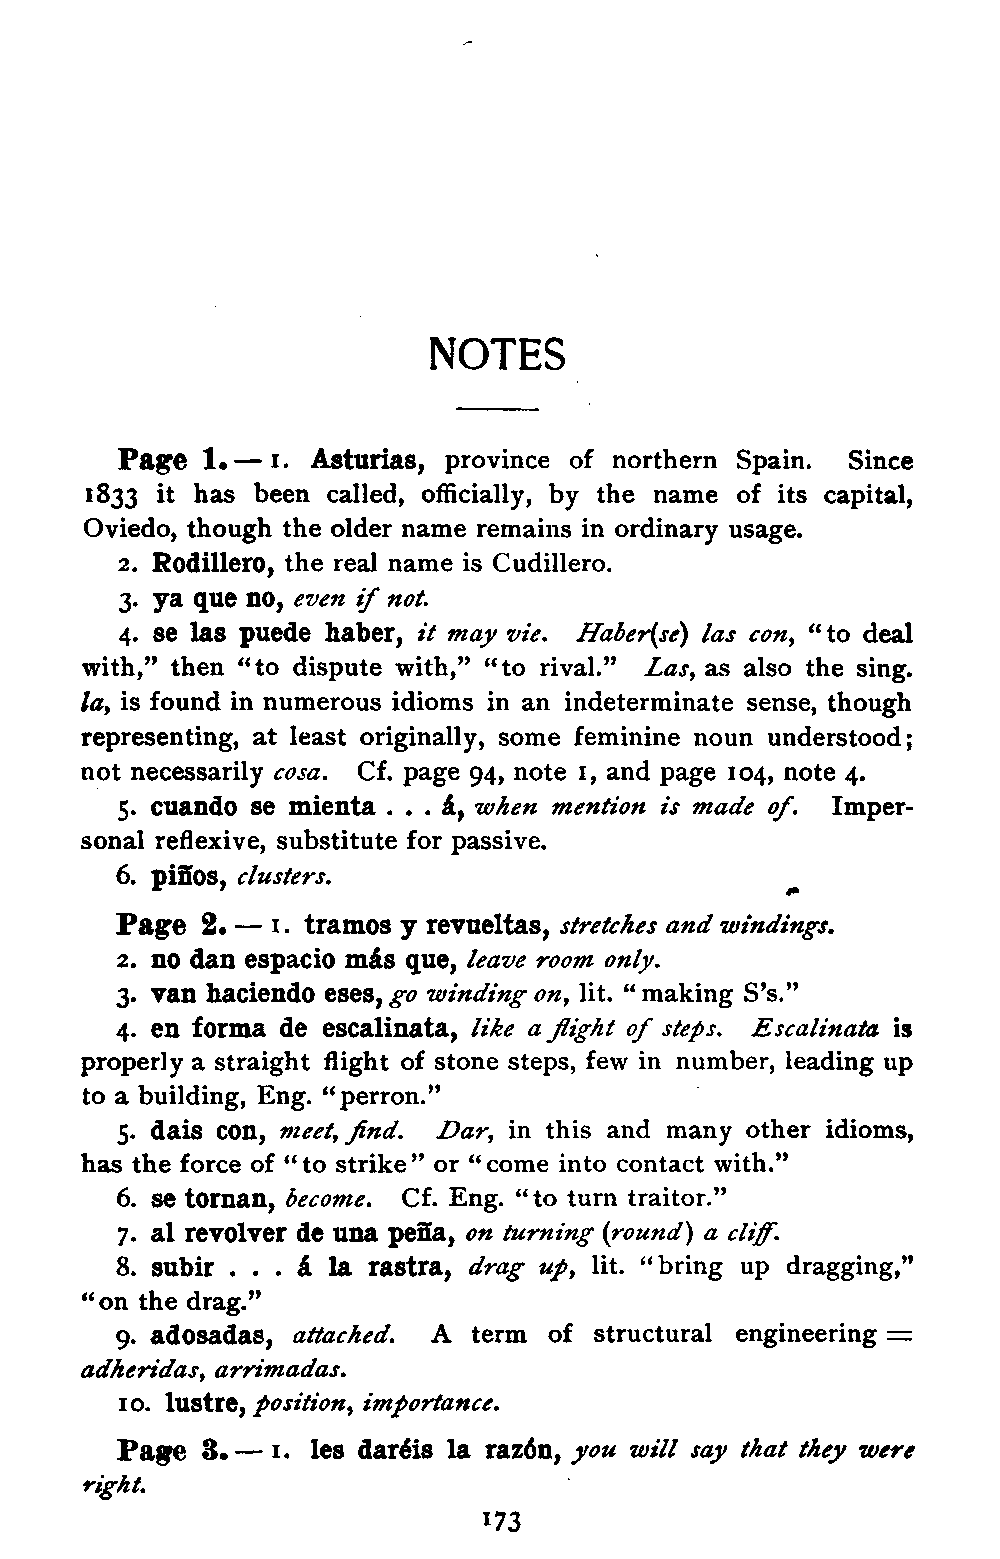 NOTES
Page 1. — 1. Asturias, province of northern Spain. Since
1833 it has been called, officially, by the name of its capital,
Oviedo, though the older name remains in ordinary usage.
2. Rodillero, the real name is Cudillero.
3. ya que no, even if not.
4. se las puede haber, it may vie. Haber(se) las con, “to deal
with,” then “to dispute with,” “to rival.” Las, as also the sing.
la, is found in numerous idioms in an indeterminate sense, though
representing, at least originally, some feminine noun understood;
not necessarily cosa. Cf. page 94, note 1, and page 104, note 4.
5. cuando se mienta . . . á, when mention is made of. Imper-
sonal reflexive, substitute for passive.
6. piños, clusters.
Page 2. — 1. tramos y revueltas, stretches and windings.
2. no dan espacio más que, leave room only.
3. van haciendo eses, go winding on, lit. “making S’s.”
4. en forma de escalinata, like a flight of steps. Escalinata is
properly a straight flight of stone steps, few in number, leading up
to a building, Eng. “perron.”
5. dais con, meet, find. Dar, in this and many other idioms,
has the force of “to strike” or “come into contact with.”
6. se tornan, become. Cf. Eng. “to turn traitor.”
7. al revolver de una peña, on turning (round) a cliff.
8. subir . . . á la rastra, drag up, lit. “bring up dragging,”
“on the drag.”
9. adosadas, attached. A term of structural engineering =
adheridas, arrimadas.
10. lustre, position, importance.
Page 3. — 1. les daréis la razón, you will say that they were
right.
173